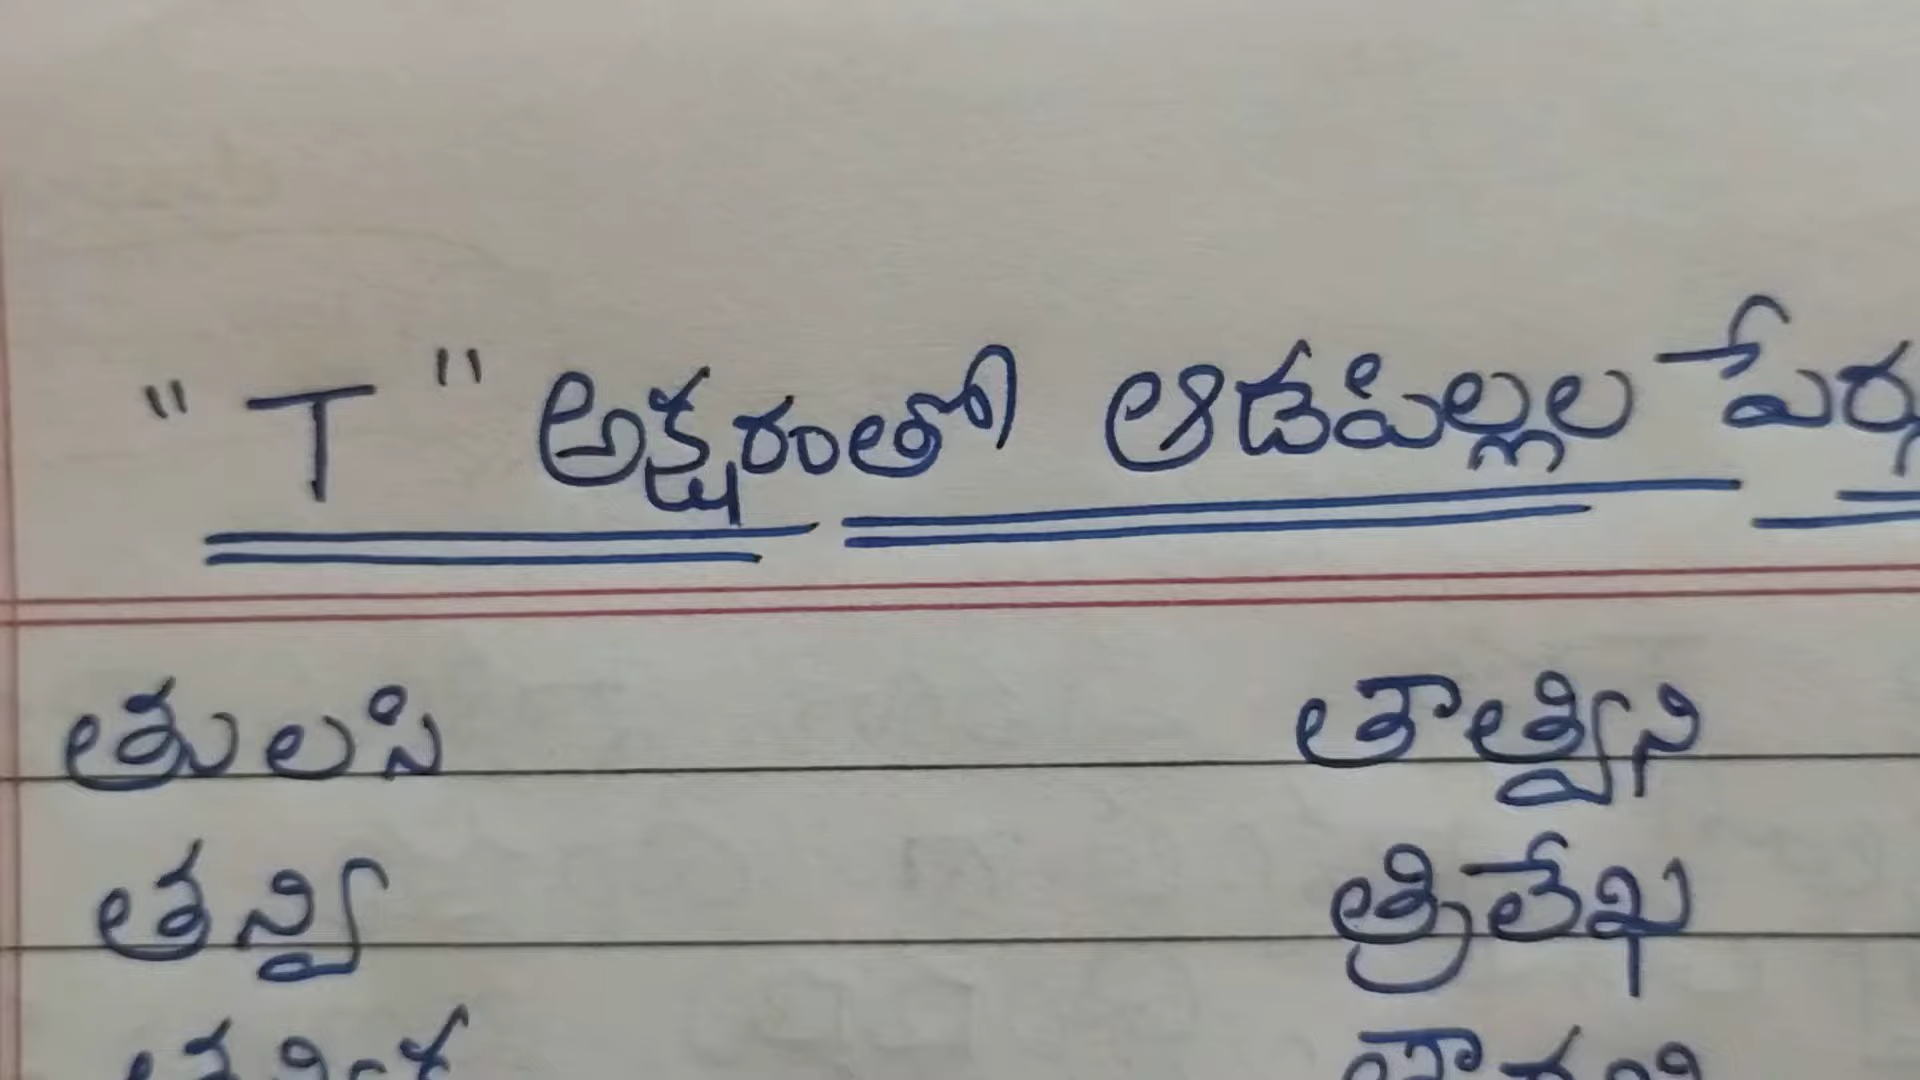 "T" అక్షరంతో ఆడపిల్లల
తులసి తాత్విని
తన్వి త్రిలేఖ